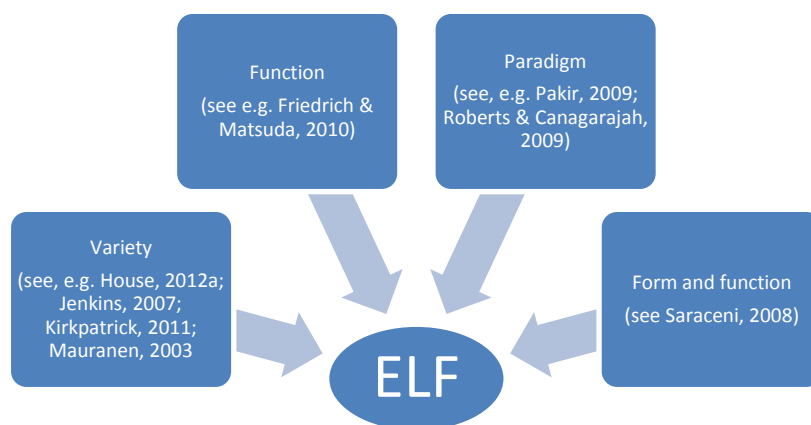 Function
(see e.g. Friedrich &
Matsuda, 2010)
Paradigm
(see, e.g. Pakir, 2009;
Roberts & Canagarajah,
2009)
Variety
(see, e.g. House, 2012a;
Jenkins, 2007;
Kirkpatrick, 2011;
Mauranen, 2003
Form and function
(see Saraceni, 2008)
ELF